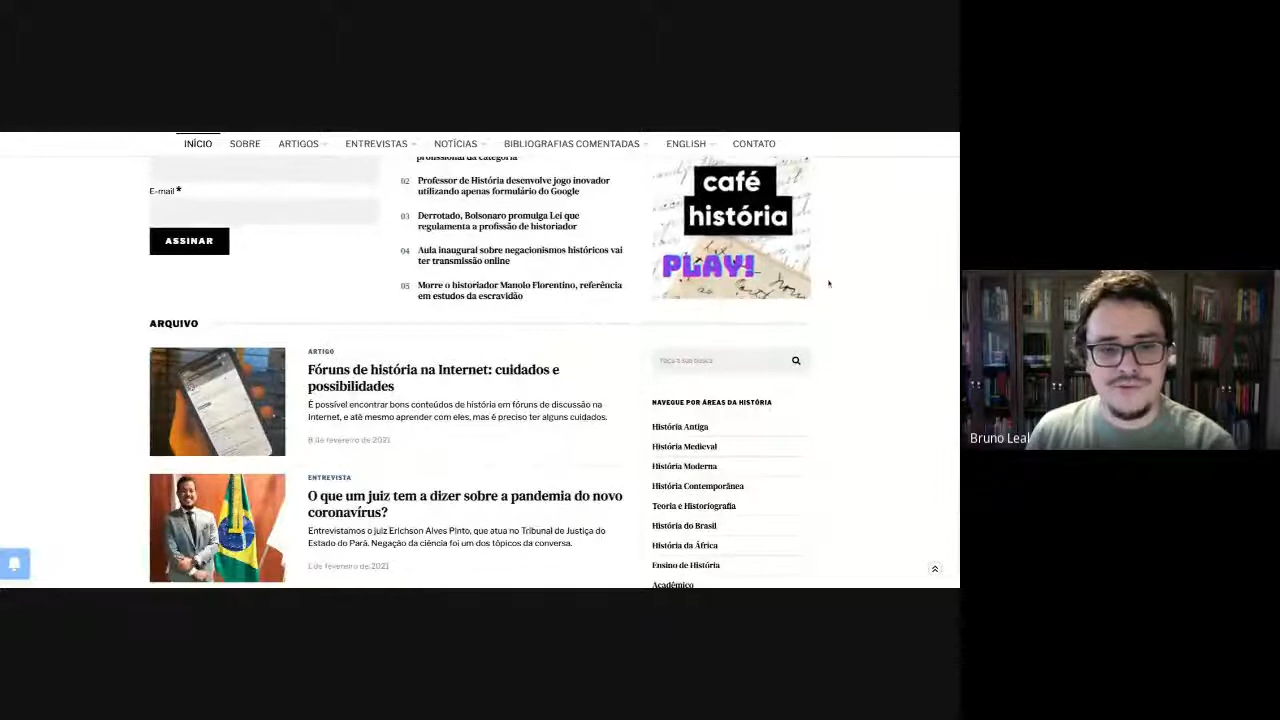 INÍCIO SOBRE ARTIGOS ENTREVISTAS NOTÍCIAS BIBLIOGRAFIAS COMENTADAS ENGLISH CONTATO
E-mail *
ASSINAR
profissional da categoria
02 Professor de História desenvolve jogo inovador
utilizando apenas formulário do Google
03 Derrotado, Bolsonaro promulga Lei que
regulamenta a profissão de historiador
04 Aula inaugural sobre negacionismos históricos vai
ter transmissão online
05 Morre o historiador Manolo Florentino, referência
em estudos da escravidão
café
história
PLAY!
ARQUIVO
ARTIGO
Fóruns de história na Internet: cuidados e
possibilidades
É possível encontrar bons conteúdos de história em fóruns de discussão na
Internet, e até mesmo aprender com eles, mas é preciso ter alguns cuidados.
8 de fevereiro de 2021
ENTREVISTA
O que um juiz tem a dizer sobre a pandemia do novo
coronavírus?
Entrevistamos o juiz Erichson Alves Pinto, que atua no Tribunal de Justiça do
Estado do Pará. Negação da ciência foi um dos tópicos da conversa.
1 de fevereiro de 2021
Faça a sua busca
NAVEGUE POR ÁREAS DA HISTÓRIA
História Antiga
História Medieval
História Moderna
História Contemporânea
Teoria e Historiografia
História do Brasil
História da África
Ensino de História
Acadêmico
Bruno Leal